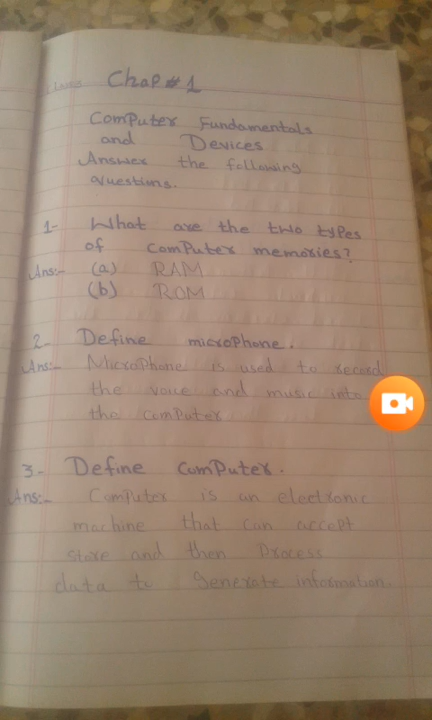 Chap # 1
Computer Fundamentals
and Devices
Answer the following
questions.
1- What are the two types
of computer memories?
Ans:- (a) RAM
(b) ROM
2- Define microphone.
Ans:- Microphone is used to record
the voice and music into
the computer
3- Define Computer.
Ans:- Computer is an electronic
machine that can accept
store and then process
data to generate information.